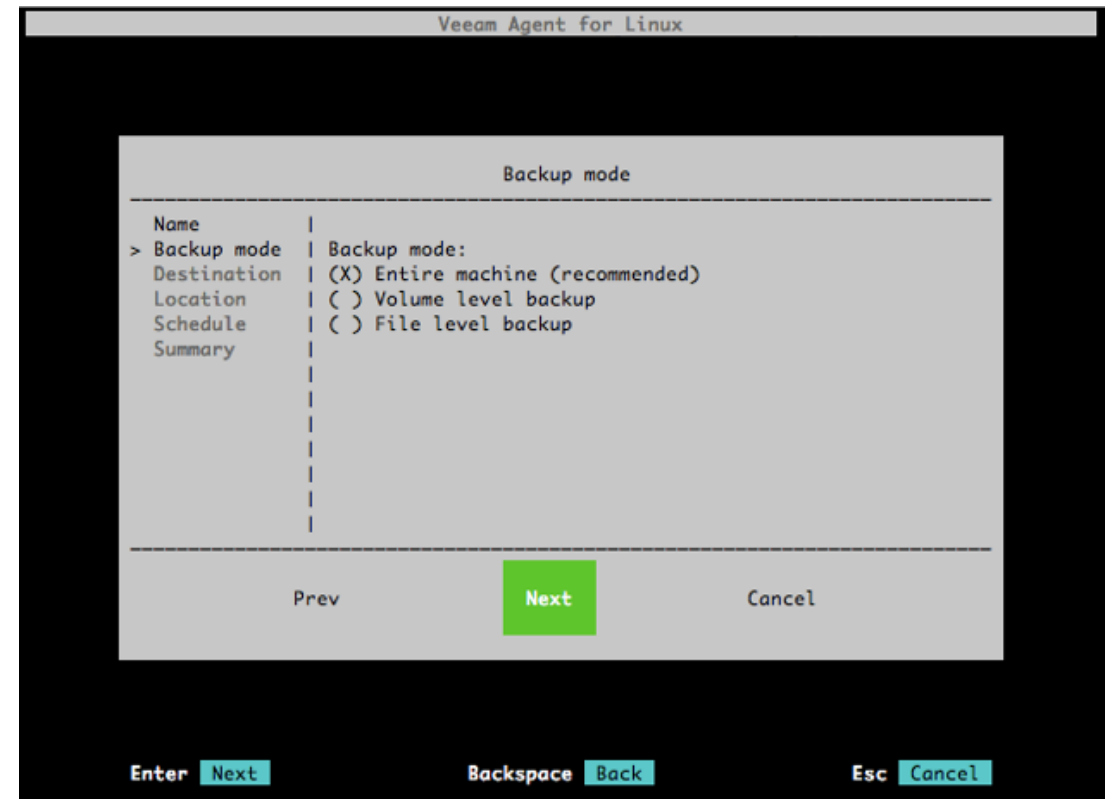 Veeam Agent for Linux
Backup mode
Name |
> Backup mode | Backup mode:
Destination | (X) Entire machine (recommended)
Location | ( ) Volume level backup
Schedule | ( ) File level backup
Summary |
Prev Next Cancel
Enter Next Backspace Back Esc Cancel